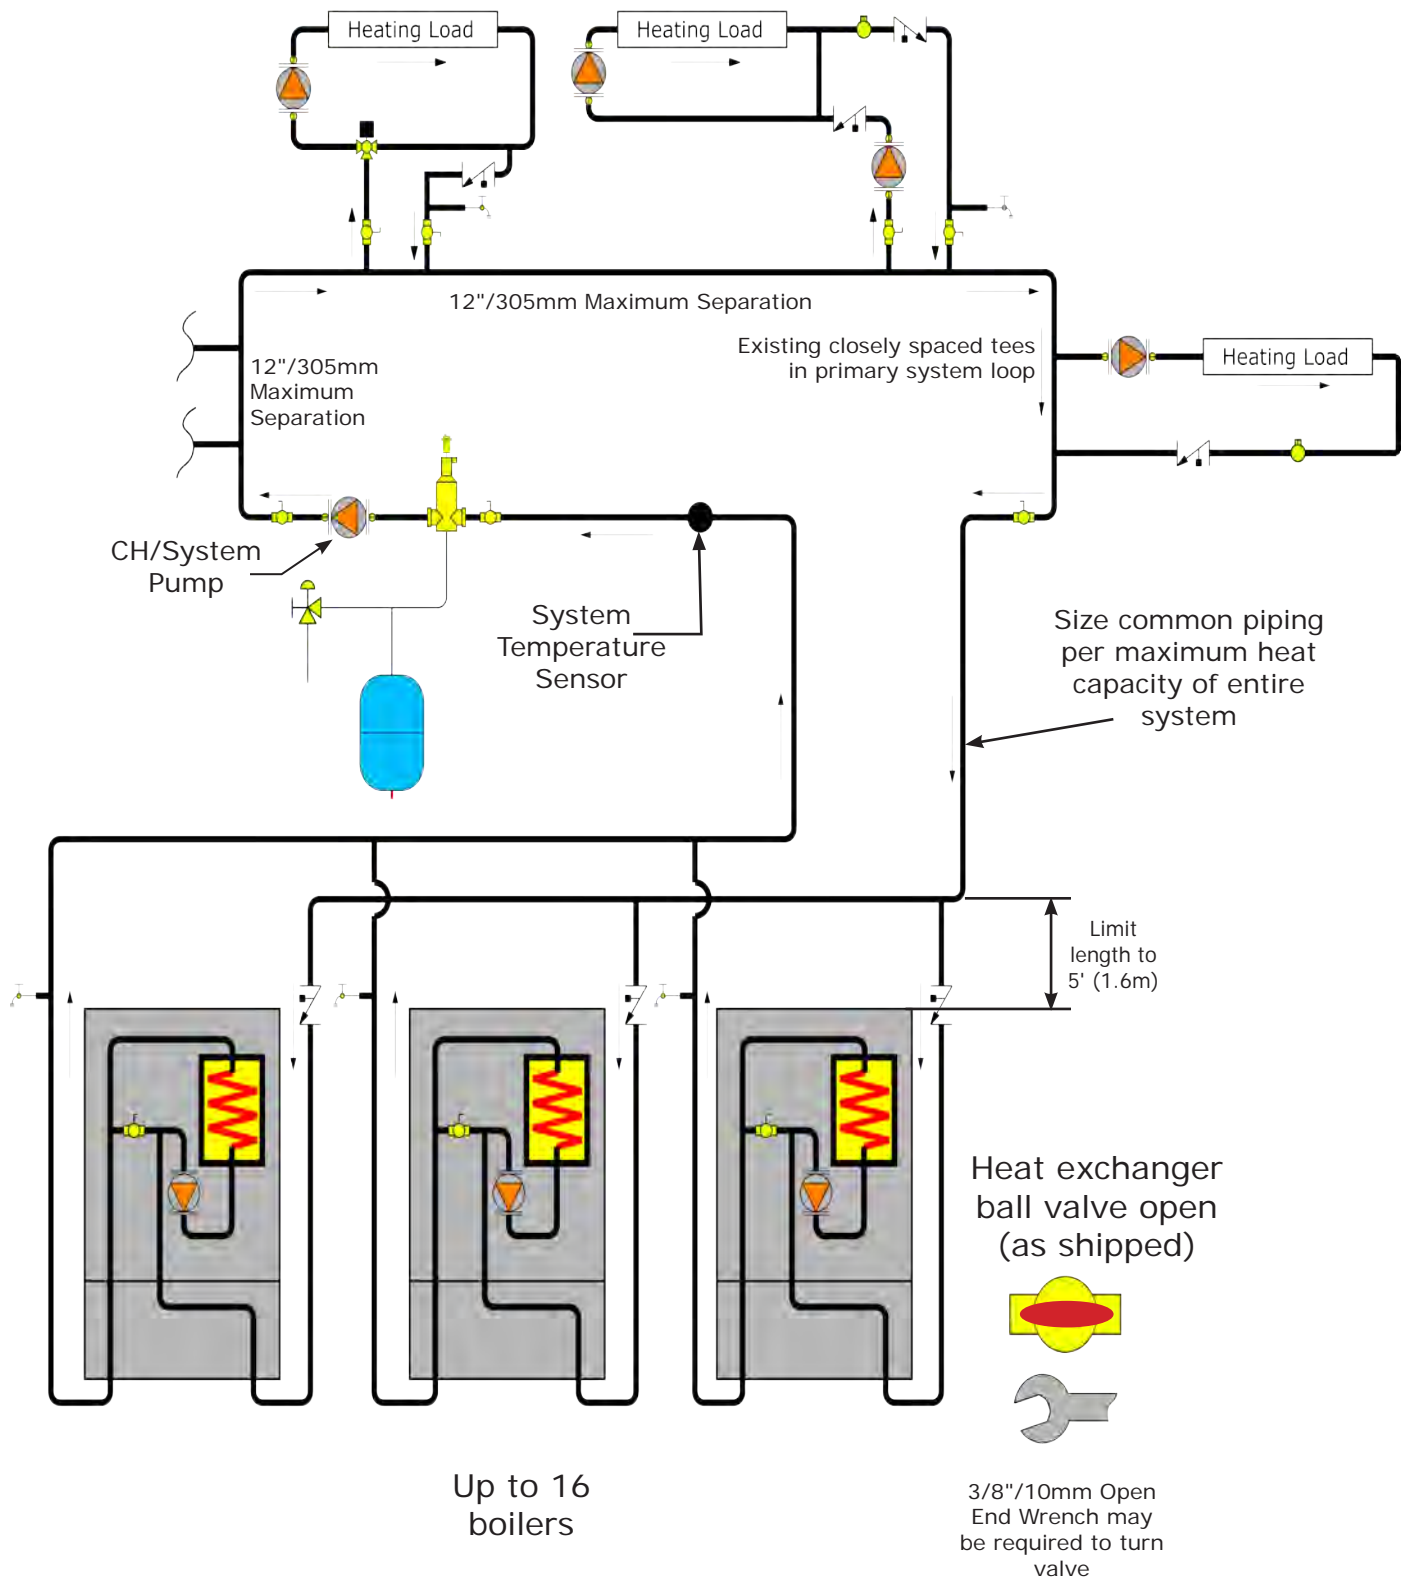 Heating Load
Heating Load
12"/305mm Maximum Separation
Existing closely spaced tees
in primary system loop
Heating Load
12"/305mm
Maximum
Separation
CH/System
Pump
System
Temperature
Sensor
Size common piping
per maximum heat
capacity of entire
system
Limit
length to
5' (1.6m)
Heat exchanger
ball valve open
(as shipped)
Up to 16
boilers
3/8"/10mm Open
End Wrench may
be required to turn
valve